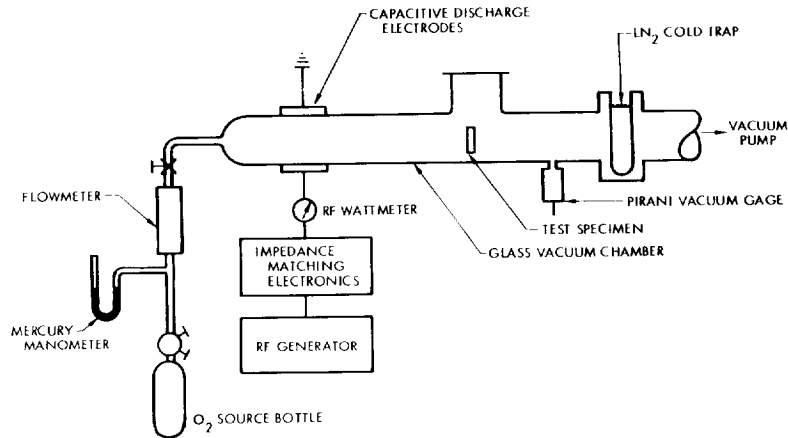 CAPACITIVE DISCHARGE
ELECTRODES
LN2 COLD TRAP
VACUUM
PUMP
FLOWMETER
RF WATTMETER
PIRANI VACUUM GAGE
TEST SPECIMEN
GLASS VACUUM CHAMBER
IMPEDANCE
MATCHING
ELECTRONICS
MERCURY
MANOMETER
RF GENERATOR
O2 SOURCE BOTTLE